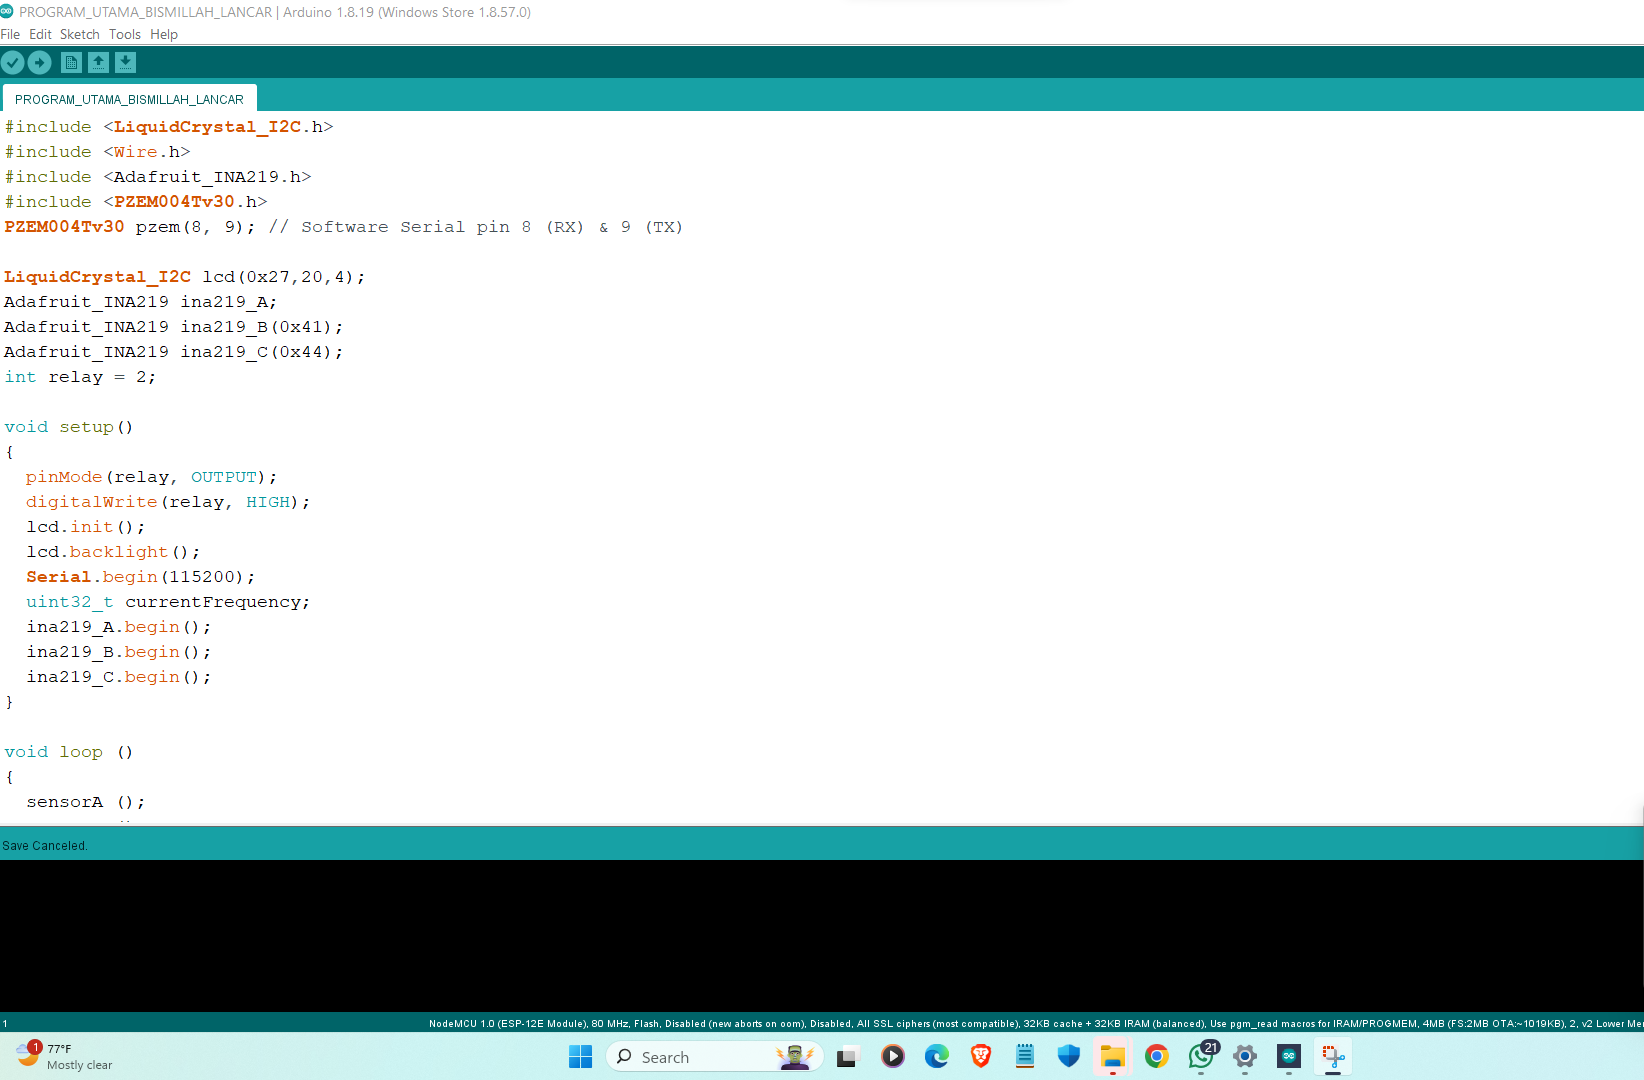 PROGRAM_UTAMA_BISMILLAH_LANCAR | Arduino 1.8.19 (Windows Store 1.8.57.0)
File Edit Sketch Tools Help
PROGRAM_UTAMA_BISMILLAH_LANCAR
#include <LiquidCrystal_I2C.h>
#include <Wire.h>
#include <Adafruit_INA219.h>
#include <PZEM004Tv30.h>
PZEM004Tv30 pzem(8, 9); // Software Serial pin 8 (RX) & 9 (TX)
LiquidCrystal_I2C lcd(0x27,20,4);
Adafruit_INA219 ina219_A;
Adafruit_INA219 ina219_B(0x41);
Adafruit_INA219 ina219_C(0x44);
int relay = 2;
void setup()
{
  pinMode(relay, OUTPUT);
  digitalWrite(relay, HIGH);
  lcd.init();
  lcd.backlight();
  Serial.begin(115200);
  uint32_t currentFrequency;
  ina219_A.begin();
  ina219_B.begin();
  ina219_C.begin();
}
void loop ()
{
  sensorA ();
Save Canceled.
1 NodeMCU 1.0 (ESP-12E Module), 80 MHz, Flash, Disabled (new aborts on oom), Disabled, All SSL ciphers (most compatible), 32KB cache + 32KB IRAM (balanced), Use pgm_read macros for IRAM/PROGMEM, 4MB (FS:2MB OTA:~1019KB), 2, v2 Lower Me
1 77°F
Mostly clear
Search
21